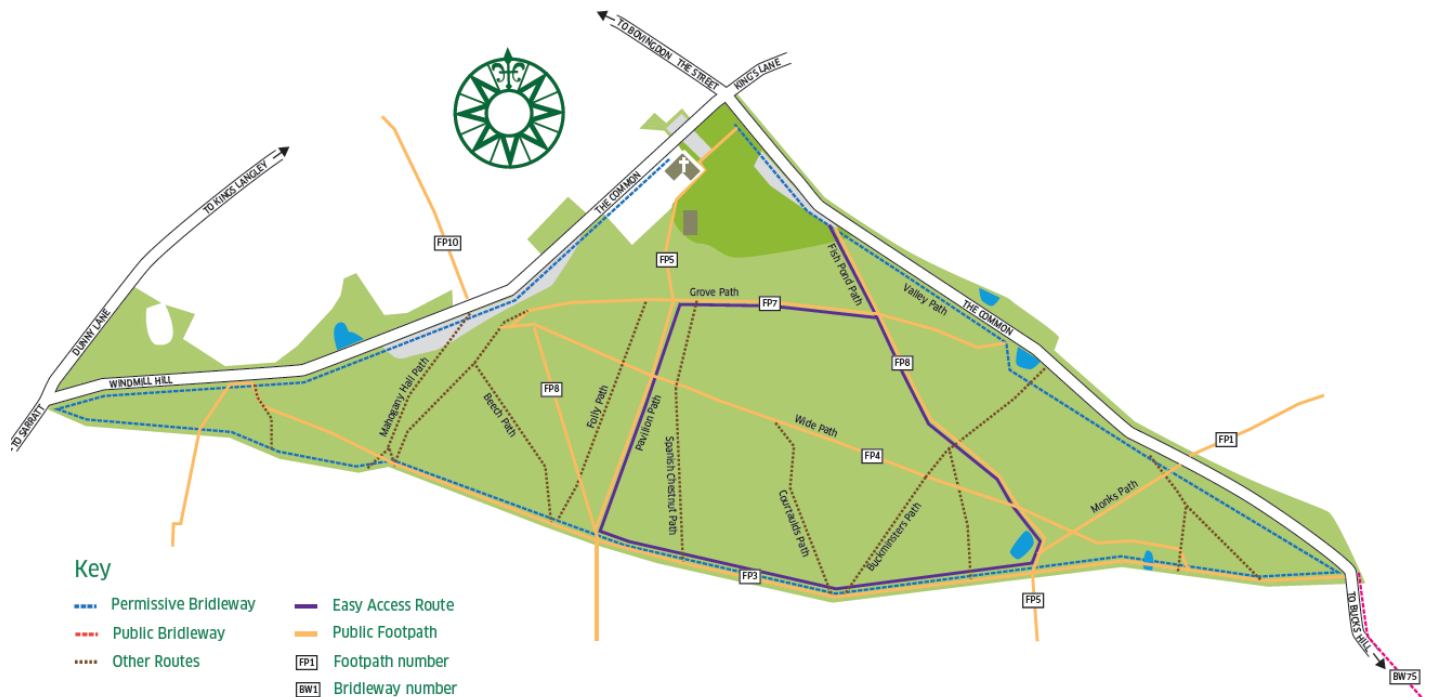 TO BOVINGDON
THE STREET
KING'S LANE
TO KINGS LANGLEY
THE COMMON
FP10
FP5
Fish Pond Path
Grove Path
FP7
Valley Path
THE COMMON
DUNNY LANE
WINDMILL HILL
TO SARRATT
Mahogany Hall Path
Beech Path
FP8
Folly Path
Pavilion Path
Spanish Chestnut Path
FP8
Wide Path
FP4
Courtaulds Path
Buckminsters Path
Monks Path
FP1
FP3
FP5
TO BUCKS HILL
BW75
Key
Permissive Bridleway
Public Bridleway
Other Routes
Easy Access Route
Public Footpath
FP1 Footpath number
BW1 Bridleway number